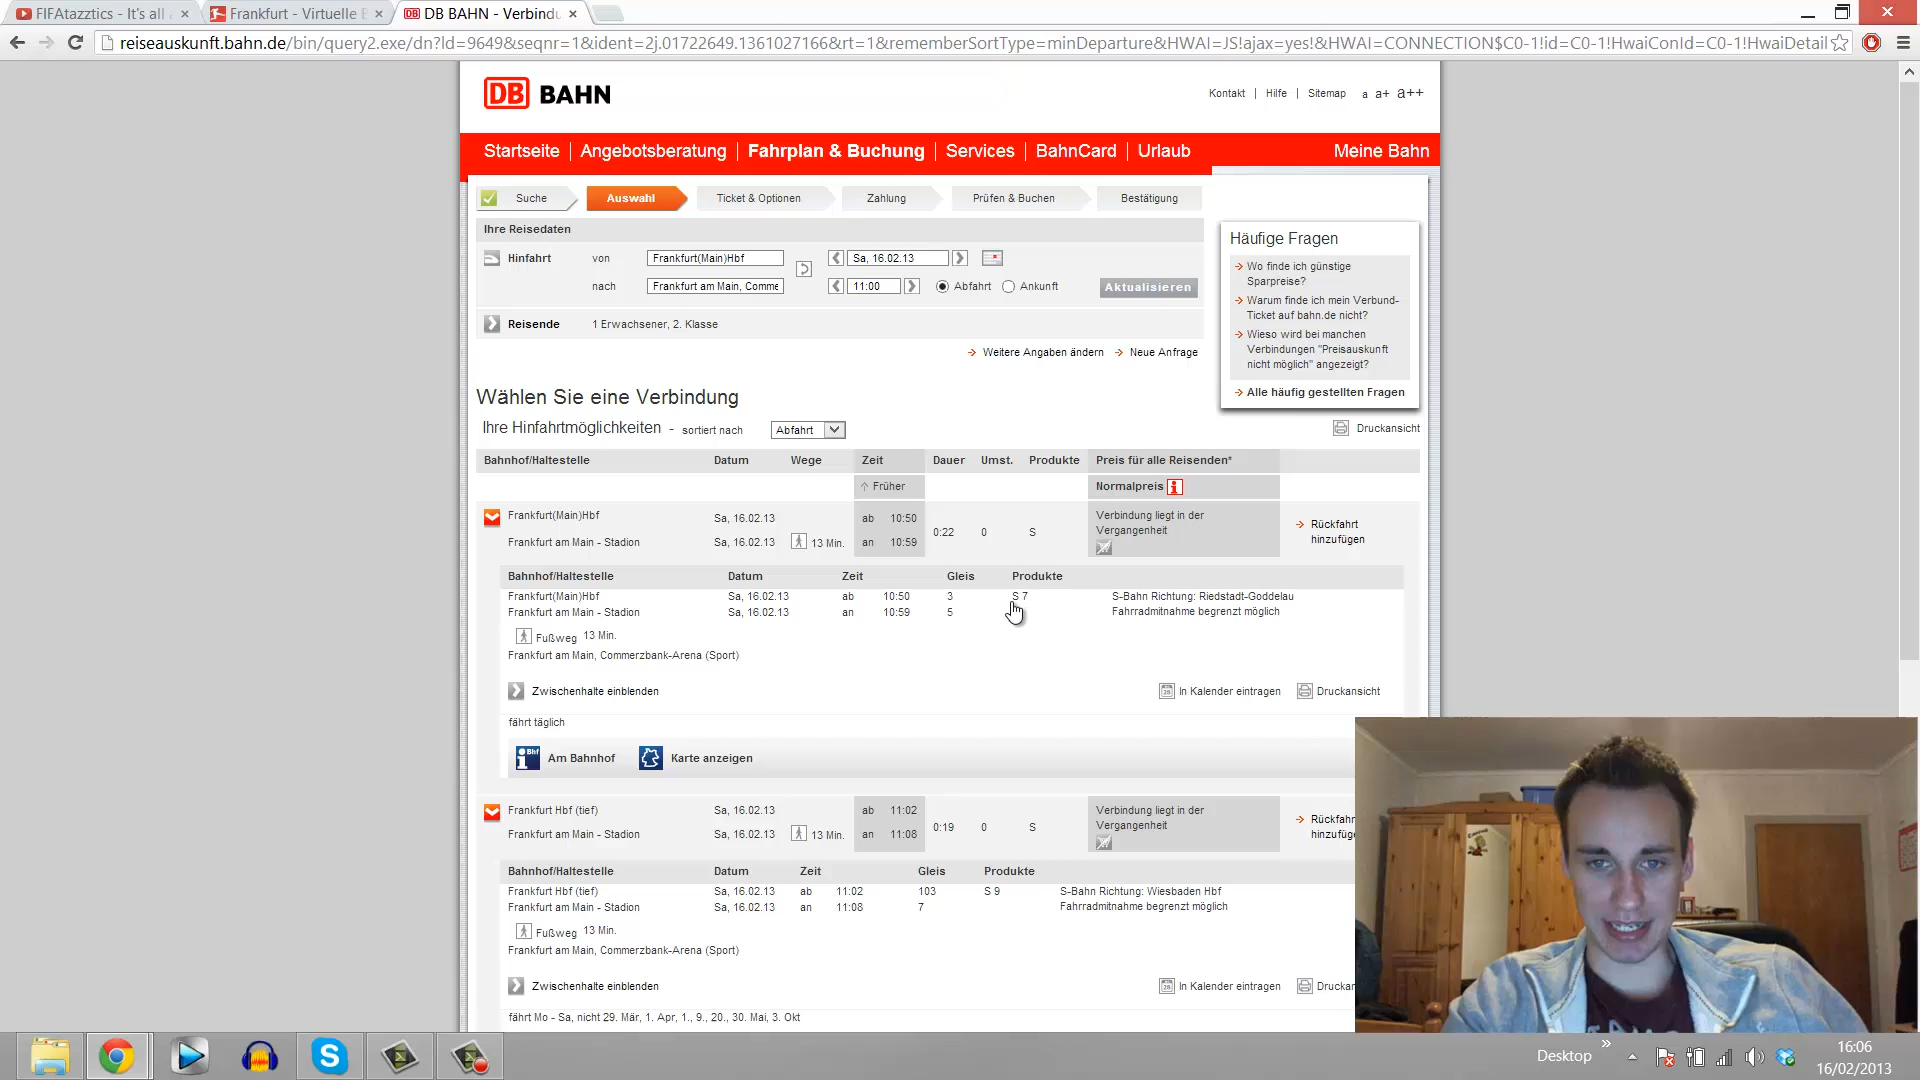 FIFAtazztics - It's all
Frankfurt - Virtuelle
DB BAHN - Verbindu
reiseauskunft.bahn.de/bin/query2.exe/dn?ld=9649&seqnr=1&ident=2j.01722649.1361027166&rt=1&rememberSortType=minDeparture&HWAI=JS!ajax=yes!&HWAI=CONNECTION$C0-1!id=C0-1!HwaiConId=C0-1!HwaiDetail
DB BAHN
Kontakt | Hilfe | Sitemap a a+ a++
Startseite | Angebotsberatung | Fahrplan & Buchung | Services | BahnCard | Urlaub Meine Bahn
Suche Auswahl Ticket & Optionen Zahlung Prüfen & Buchen Bestätigung
Ihre Reisedaten
Hinfahrt von Frankfurt(Main)Hbf Sa, 16.02.13
nach Frankfurt am Main, Comme 11:00 Abfahrt Ankunft Aktualisieren
Reisende 1 Erwachsener, 2. Klasse
Weitere Angaben ändern Neue Anfrage
Häufige Fragen
Wo finde ich günstige
Sparpreise?
Warum finde ich mein Verbund-
Ticket auf bahn.de nicht?
Wieso wird bei manchen
Verbindungen "Preisauskunft
nicht möglich" angezeigt?
Alle häufig gestellten Fragen
Wählen Sie eine Verbindung
Ihre Hinfahrtmöglichkeiten - sortiert nach Abfahrt Druckansicht
Bahnhof/Haltestelle Datum Wege Zeit Dauer Umst. Produkte Preis für alle Reisenden*
Früher Normalpreis
Frankfurt(Main)Hbf Sa, 16.02.13 ab 10:50
Frankfurt am Main - Stadion Sa, 16.02.13 13 Min. an 10:59
0:22 0 S
Verbindung liegt in der
Vergangenheit
Rückfahrt
hinzufügen
Bahnhof/Haltestelle Datum Zeit Gleis Produkte
Frankfurt(Main)Hbf Sa, 16.02.13 ab 10:50 3 S 7 S-Bahn Richtung: Riedstadt-Goddelau
Frankfurt am Main - Stadion Sa, 16.02.13 an 10:59 5 Fahrradmitnahme begrenzt möglich
Fußweg 13 Min.
Frankfurt am Main, Commerzbank-Arena (Sport)
Zwischenhalte einblenden In Kalender eintragen Druckansicht
fährt täglich
Bhf Am Bahnhof Karte anzeigen
Frankfurt Hbf (tief) Sa, 16.02.13 ab 11:02
Frankfurt am Main - Stadion Sa, 16.02.13 13 Min. an 11:08
0:19 0 S
Verbindung liegt in der
Vergangenheit
Rückfahr
hinzufüge
Bahnhof/Haltestelle Datum Zeit Gleis Produkte
Frankfurt Hbf (tief) Sa, 16.02.13 ab 11:02 103 S 9 S-Bahn Richtung: Wiesbaden Hbf
Frankfurt am Main - Stadion Sa, 16.02.13 an 11:08 7 Fahrradmitnahme begrenzt möglich
Fußweg 13 Min.
Frankfurt am Main, Commerzbank-Arena (Sport)
Zwischenhalte einblenden In Kalender eintragen Druckan
fährt Mo - Sa, nicht 29. Mär, 1. Apr, 1., 9., 20., 30. Mai, 3. Okt
Desktop
16:06
16/02/2013